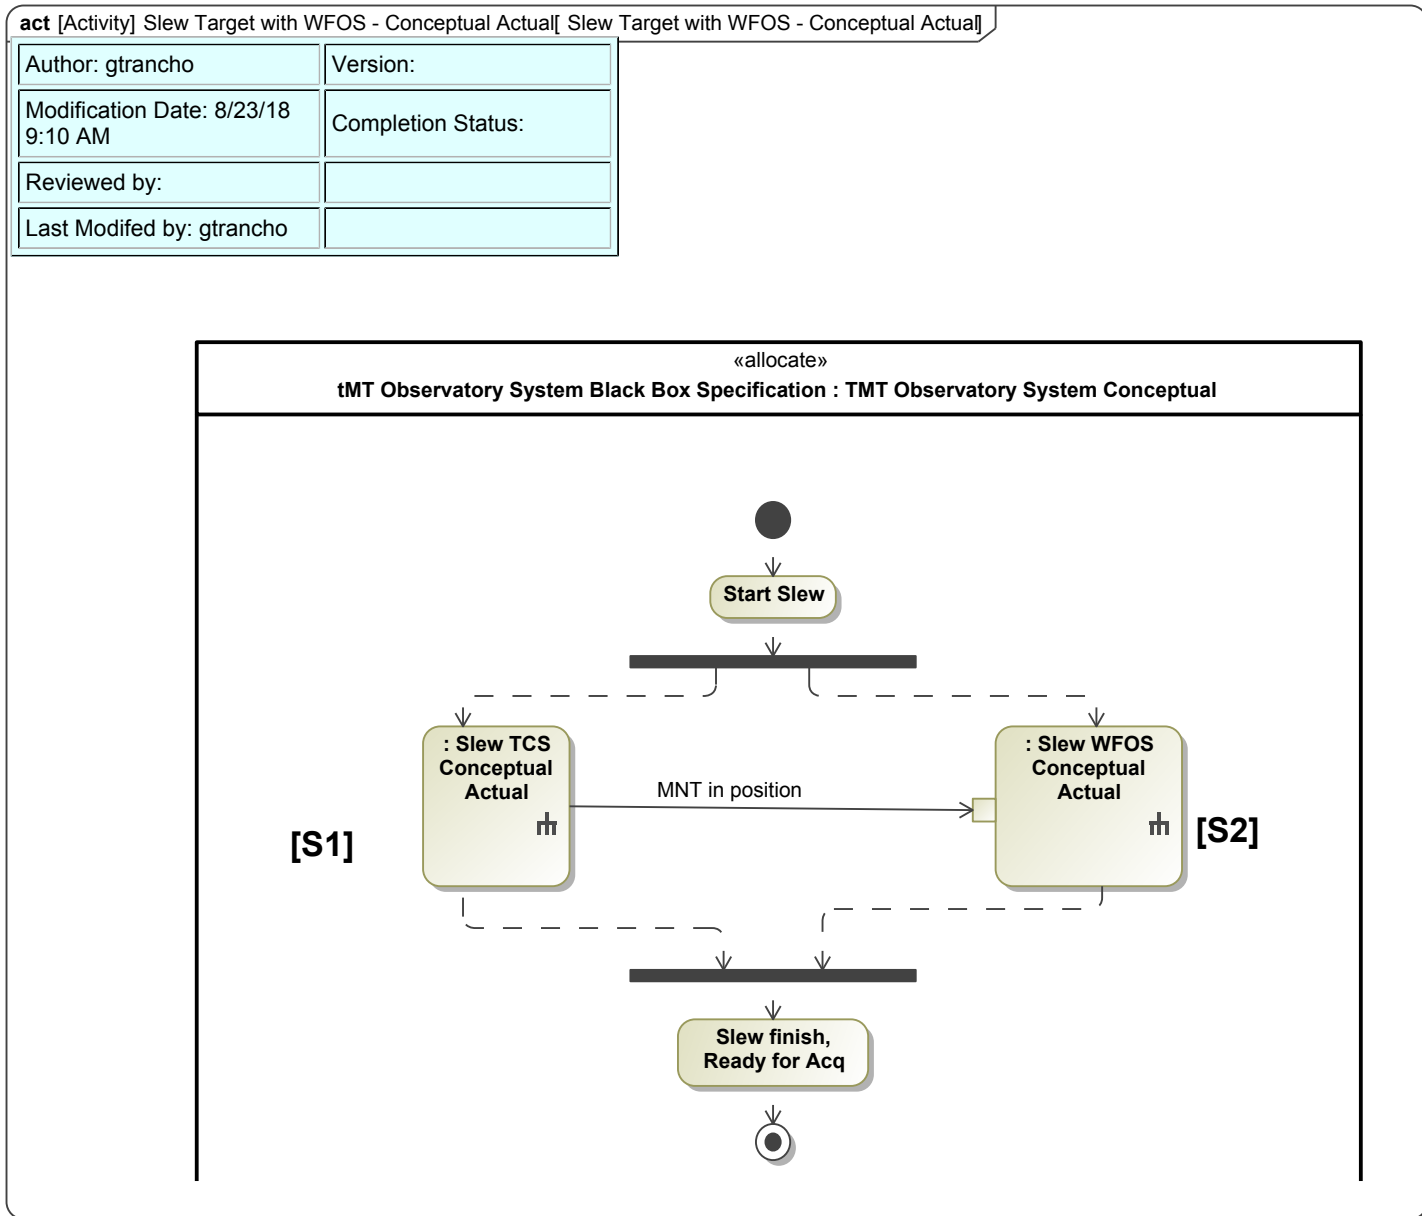 act [Activity] Slew Target with WFOS - Conceptual Actual[ Slew Target with WFOS - Conceptual Actual]
Author: gtrancho
Version:
Modification Date: 8/23/18
9:10 AM
Completion Status:
Reviewed by:
Last Modifed by: gtrancho
«allocate»
tMT Observatory System Black Box Specification : TMT Observatory System Conceptual
Start Slew
: Slew TCS
Conceptual
Actual
MNT in position
: Slew WFOS
Conceptual
Actual
[S1]
[S2]
Slew finish,
Ready for Acq